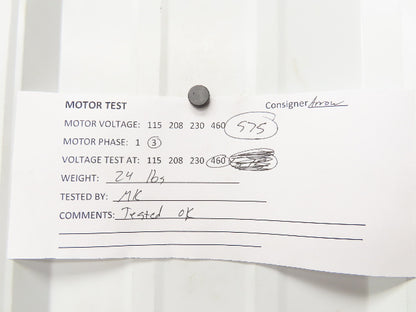 MOTOR TEST Consigner Arrow
MOTOR VOLTAGE: 115 208 230 460 575
MOTOR PHASE: 1 3
VOLTAGE TEST AT: 115 208 230 460
WEIGHT: 24 lbs
TESTED BY: MK
COMMENTS: Tested OK